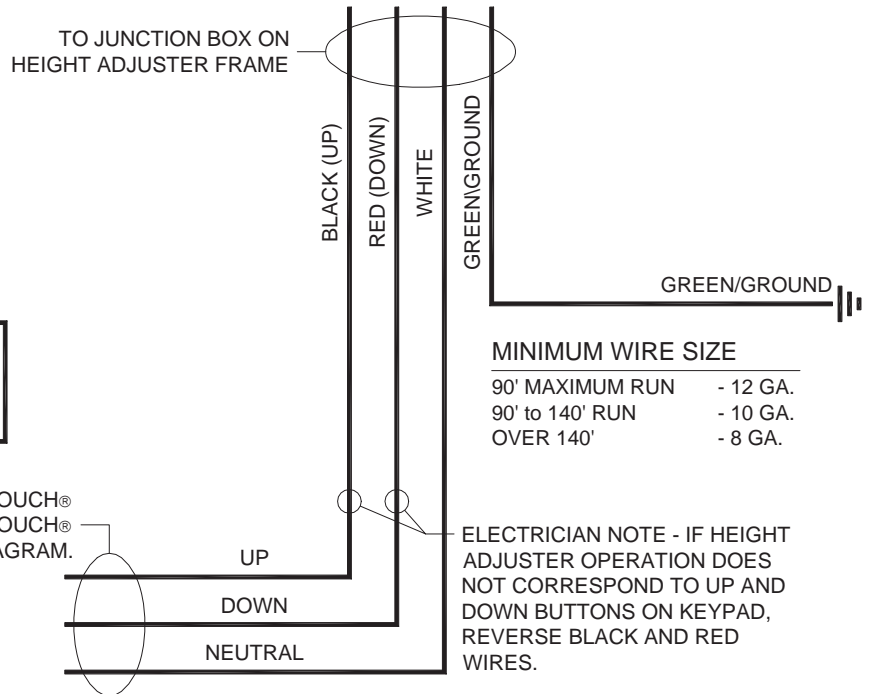 TO JUNCTION BOX ON
HEIGHT ADJUSTER FRAME
BLACK (UP)
RED (DOWN)
WHITE
GREEN\GROUND
GREEN/GROUND
MINIMUM WIRE SIZE
90' MAXIMUM RUN - 12 GA.
90' to 140' RUN - 10 GA.
OVER 140' - 8 GA.
OUCH®
OUCH®
AGRAM.
UP
DOWN
NEUTRAL
ELECTRICIAN NOTE - IF HEIGHT
ADJUSTER OPERATION DOES
NOT CORRESPOND TO UP AND
DOWN BUTTONS ON KEYPAD,
REVERSE BLACK AND RED
WIRES.